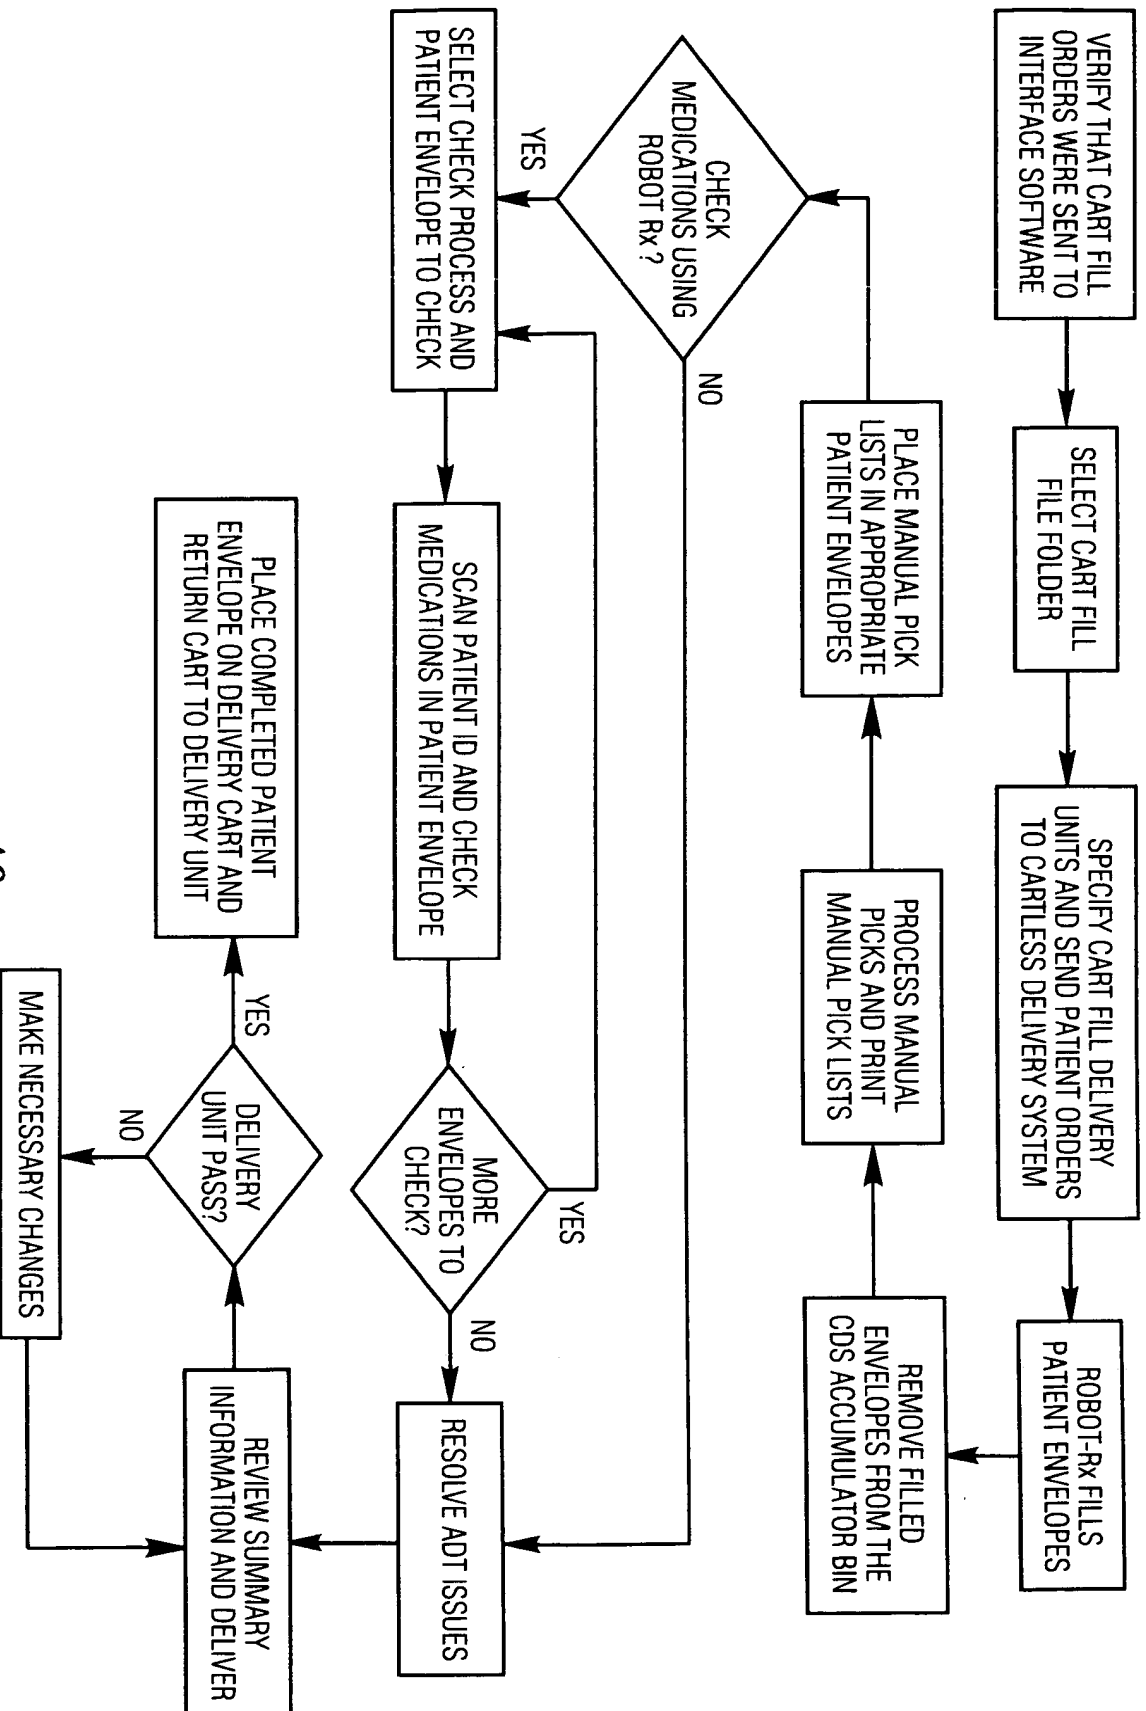 VERIFY THAT CART FILL
ORDERS WERE SENT TO
INTERFACE SOFTWARE
SELECT CART FILL
FILE FOLDER
SPECIFY CART FILL DELIVERY
UNITS AND SEND PATIENT ORDERS
TO CARTLESS DELIVERY SYSTEM
ROBOT-Rx FILLS
PATIENT ENVELOPES
REMOVE FILLED
ENVELOPES FROM THE
CDS ACCUMULATOR BIN
PROCESS MANUAL
PICKS AND PRINT
MANUAL PICK LISTS
PLACE MANUAL PICK
LISTS IN APPROPRIATE
PATIENT ENVELOPES
CHECK
MEDICATIONS USING
ROBOT Rx?
NO
YES
SELECT CHECK PROCESS AND
PATIENT ENVELOPE TO CHECK
SCAN PATIENT ID AND CHECK
MEDICATIONS IN PATIENT ENVELOPE
MORE
ENVELOPES TO
CHECK?
YES
NO
RESOLVE ADT ISSUES
REVIEW SUMMARY
INFORMATION AND DELIVER
DELIVERY
UNIT PASS?
YES
NO
PLACE COMPLETED PATIENT
ENVELOPE ON DELIVERY CART AND
RETURN CART TO DELIVERY UNIT
MAKE NECESSARY CHANGES